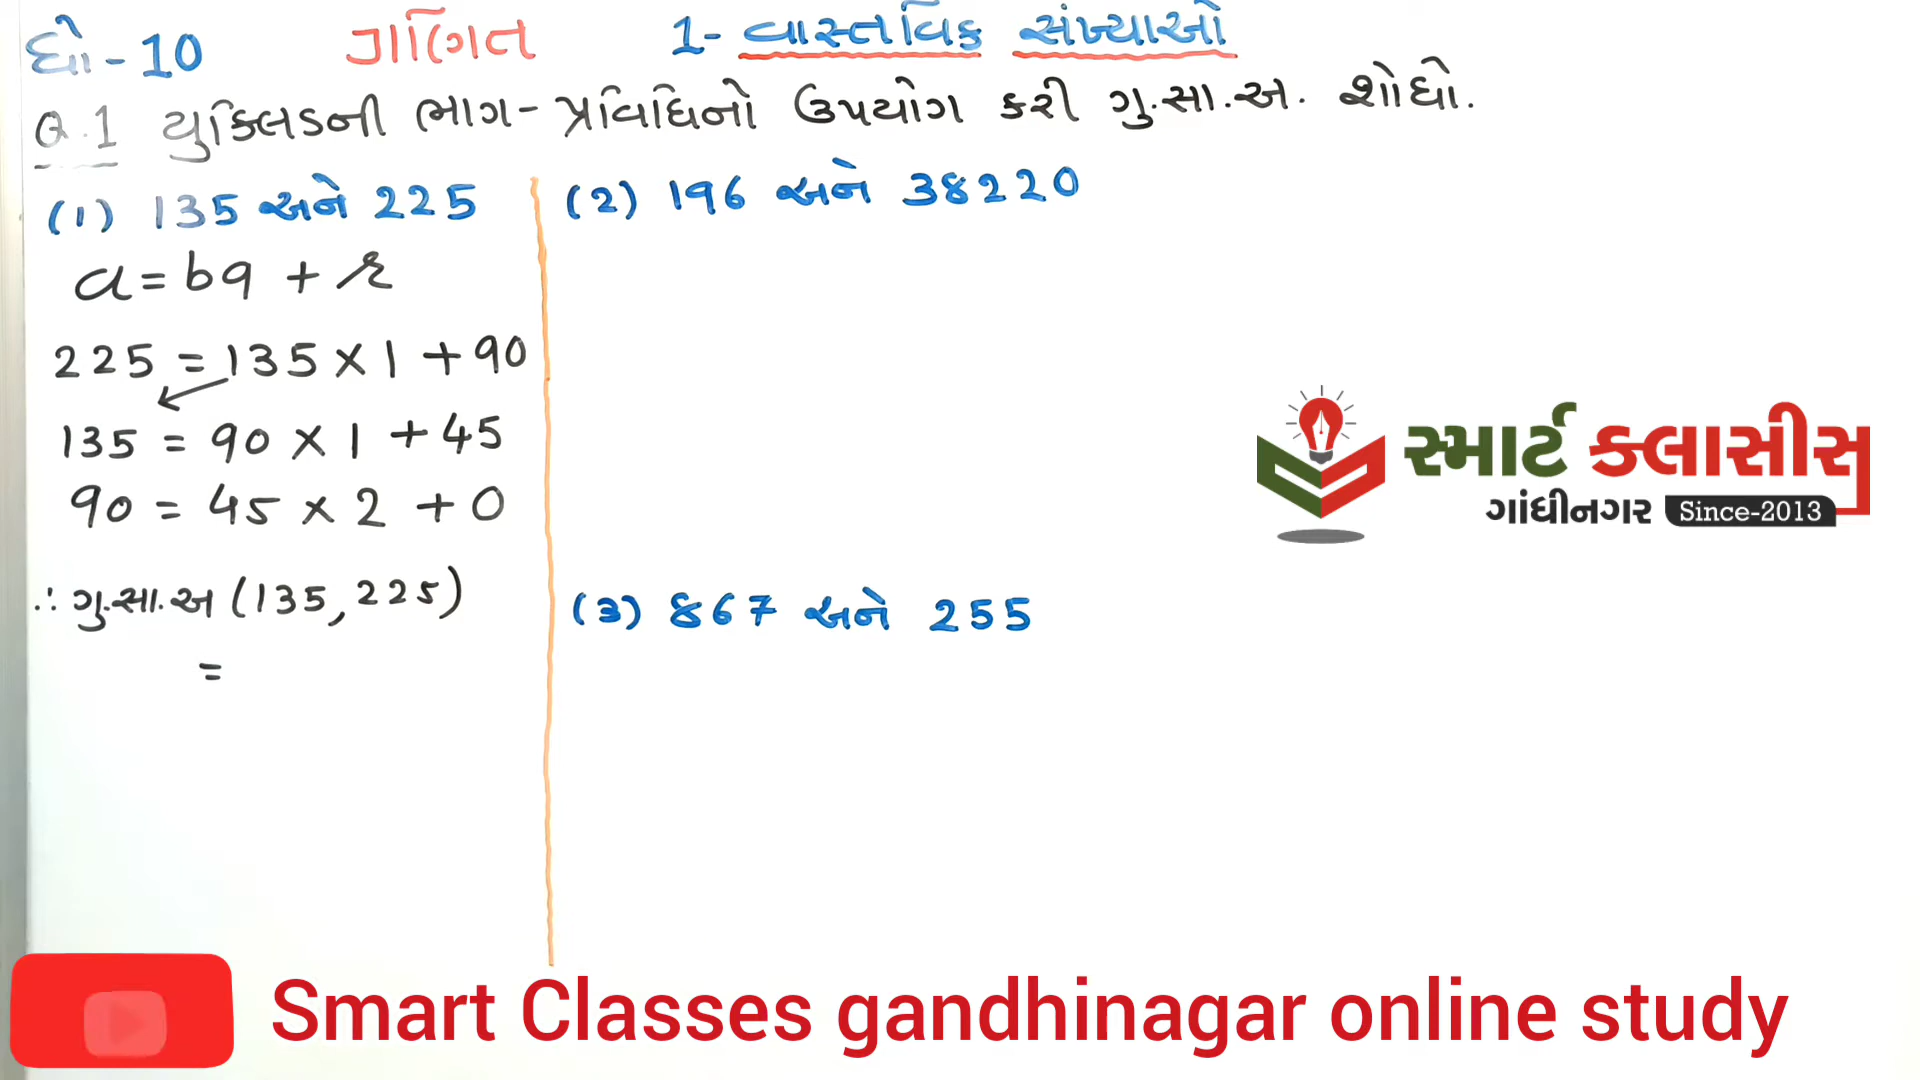 ધો-10 ગણિત 1- વાસ્તવિક સંખ્યાઓ
Q.1 યુક્લિડની ભાગ-પ્રવિધિનો ઉપયોગ કરી ગુ.સા.અ. શોધો.
(1) 135 અને 225
a = bq + r
225 = 135 × 1 + 90
135 = 90 × 1 + 45
90 = 45 × 2 + 0
∴ ગુ.સા.અ (135, 225)
=
(2) 196 અને 38220
(3) 867 અને 255
સ્માર્ટ ક્લાસીસ
ગાંધીનગર Since-2013
Smart Classes gandhinagar online study